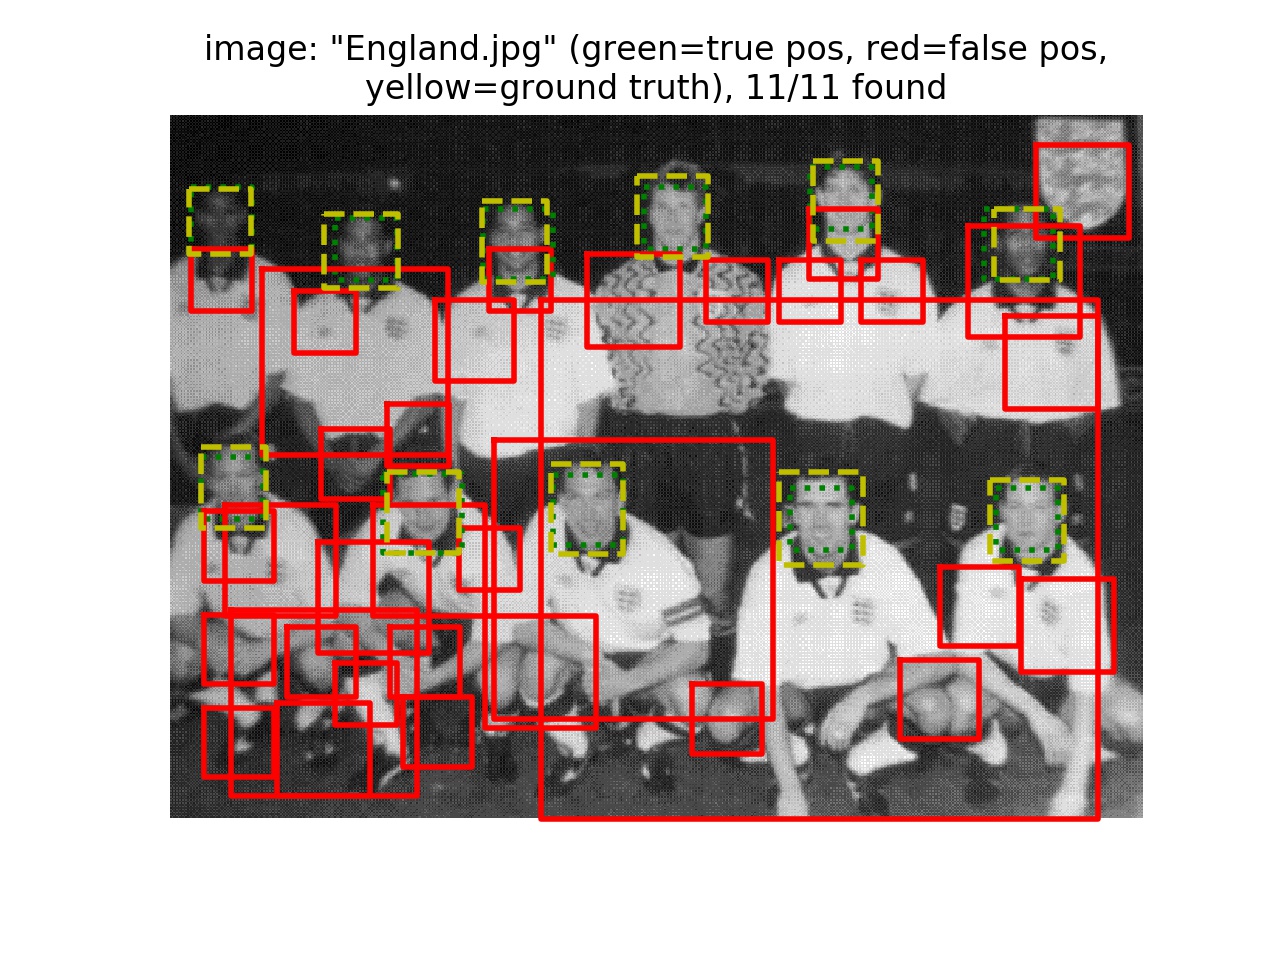 image: "England.jpg" (green=true pos, red=false pos,
yellow=ground truth), 11/11 found